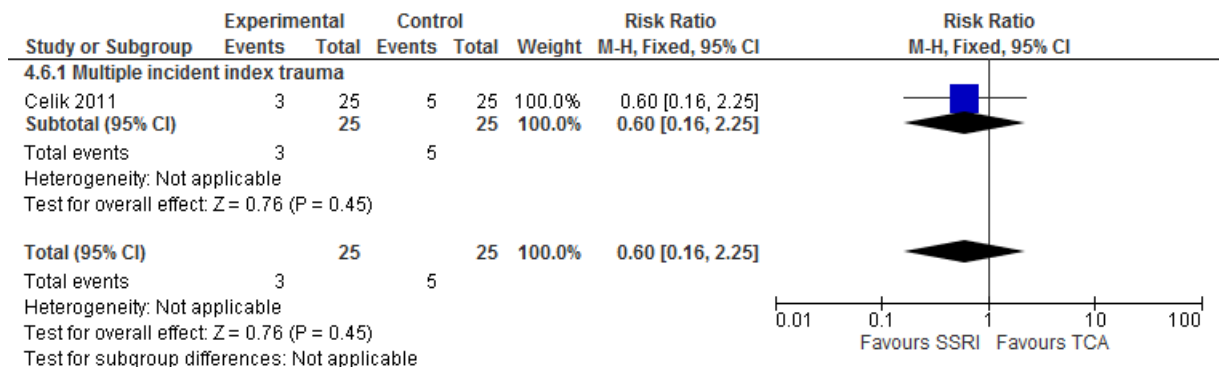 Experimental Control Risk Ratio Risk Ratio
Study or Subgroup Events Total Events Total Weight M-H, Fixed, 95% CI M-H, Fixed, 95% CI
4.6.1 Multiple incident index trauma
Celik 2011 3 25 5 25 100.0% 0.60 [0.16, 2.25]
Subtotal (95% CI) 25 25 100.0% 0.60 [0.16, 2.25]
Total events 3 5
Heterogeneity: Not applicable
Test for overall effect: Z = 0.76 (P = 0.45)
Total (95% CI) 25 25 100.0% 0.60 [0.16, 2.25]
Total events 3 5
Heterogeneity: Not applicable
Test for overall effect: Z = 0.76 (P = 0.45)
Test for subgroup differences: Not applicable
0.01 0.1 1 10 100
Favours SSRI Favours TCA